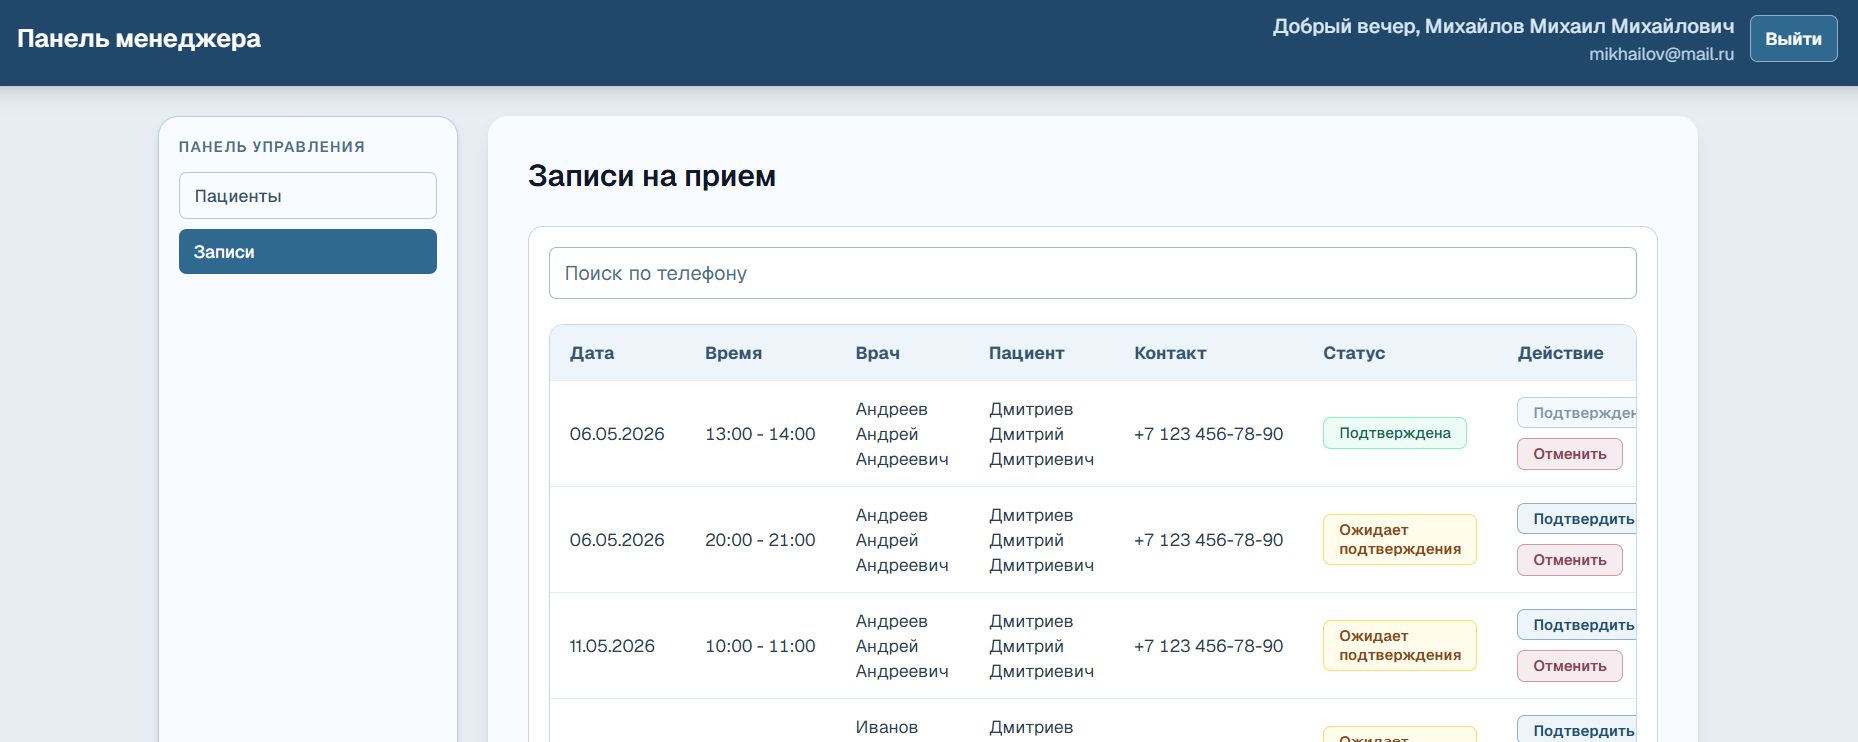 Панель менеджера
Добрый вечер, Михайлов Михаил Михайлович
mikhailov@mail.ru
Выйти
ПАНЕЛЬ УПРАВЛЕНИЯ
Пациенты
Записи
Записи на прием
Поиск по телефону
Дата Время Врач Пациент Контакт Статус Действие
06.05.2026 13:00 - 14:00
Андреев
Андрей
Андреевич
Дмитриев
Дмитрий
Дмитриевич
+7 123 456-78-90
Подтверждена
Подтвержден
Отменить
06.05.2026 20:00 - 21:00
Андреев
Андрей
Андреевич
Дмитриев
Дмитрий
Дмитриевич
+7 123 456-78-90
Ожидает
подтверждения
Подтвердить
Отменить
11.05.2026 10:00 - 11:00
Андреев
Андрей
Андреевич
Дмитриев
Дмитрий
Дмитриевич
+7 123 456-78-90
Ожидает
подтверждения
Подтвердить
Отменить
Иванов
Дмитриев
Ожидает
Подтвердить